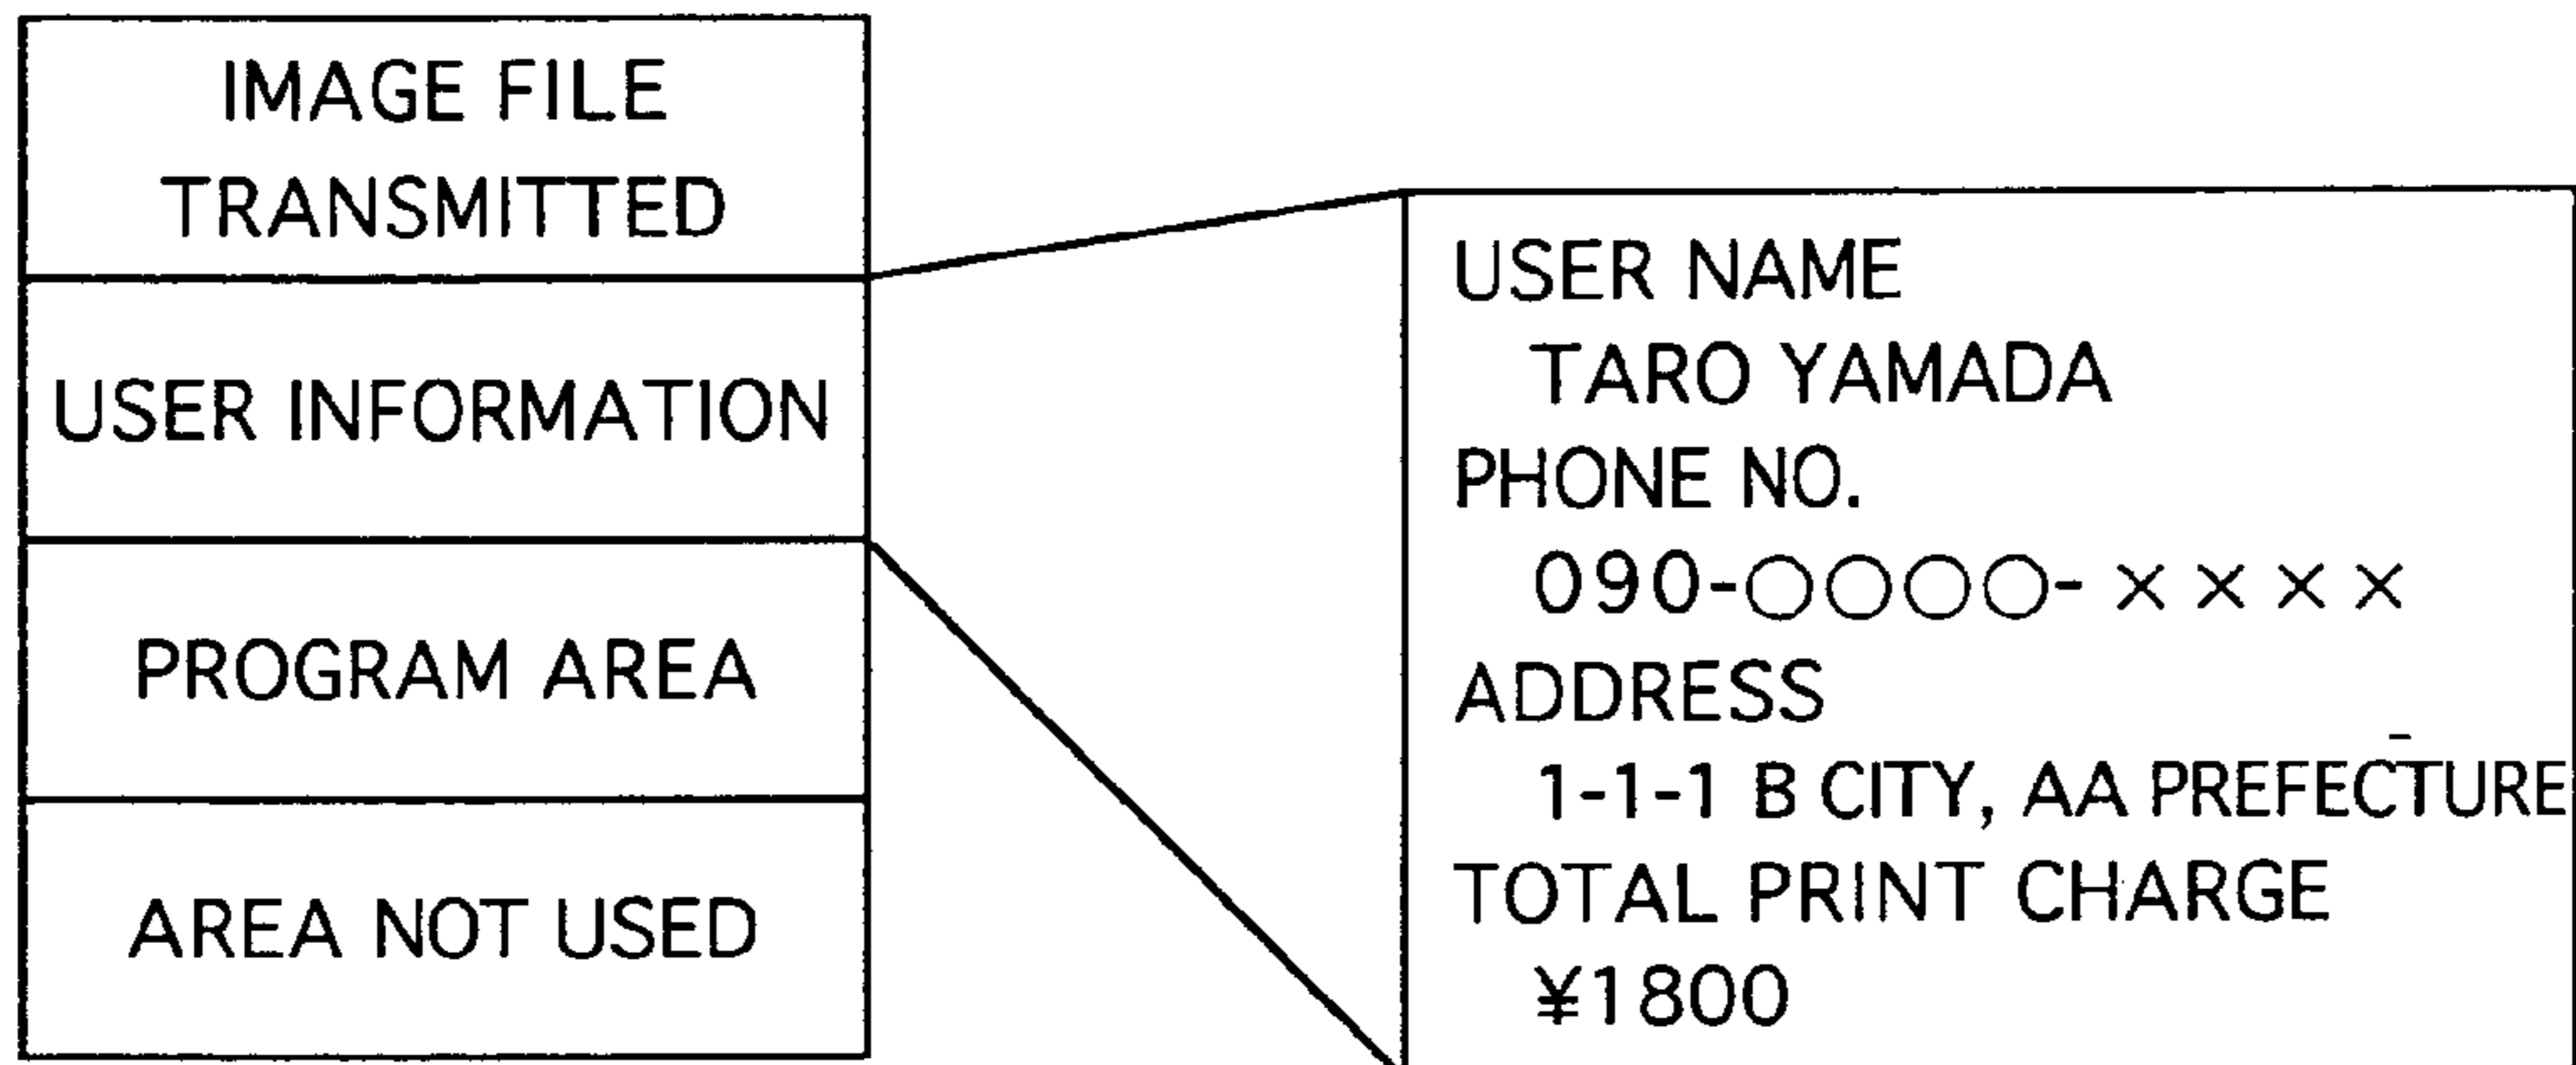 IMAGE FILE
TRANSMITTED
USER INFORMATION
PROGRAM AREA
AREA NOT USED
USER NAME
TARO YAMADA
PHONE NO.
090-○○○○-××××
ADDRESS
1-1-1 B CITY, AA PREFECTURE
TOTAL PRINT CHARGE
¥1800